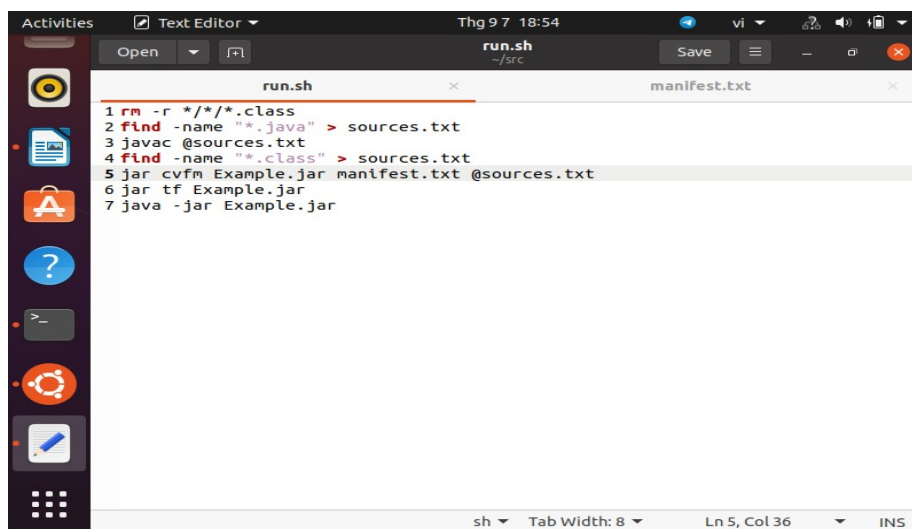 Activities Text Editor Thg 9 7 18:54 vi
Open run.sh Save
~/src
run.sh manifest.txt
1 rm -r */*/*.class
2 find -name "*.java" > sources.txt
3 javac @sources.txt
4 find -name "*.class" > sources.txt
5 jar cvfm Example.jar manifest.txt @sources.txt
6 jar tf Example.jar
7 java -jar Example.jar
sh Tab Width: 8 Ln 5, Col 36 INS